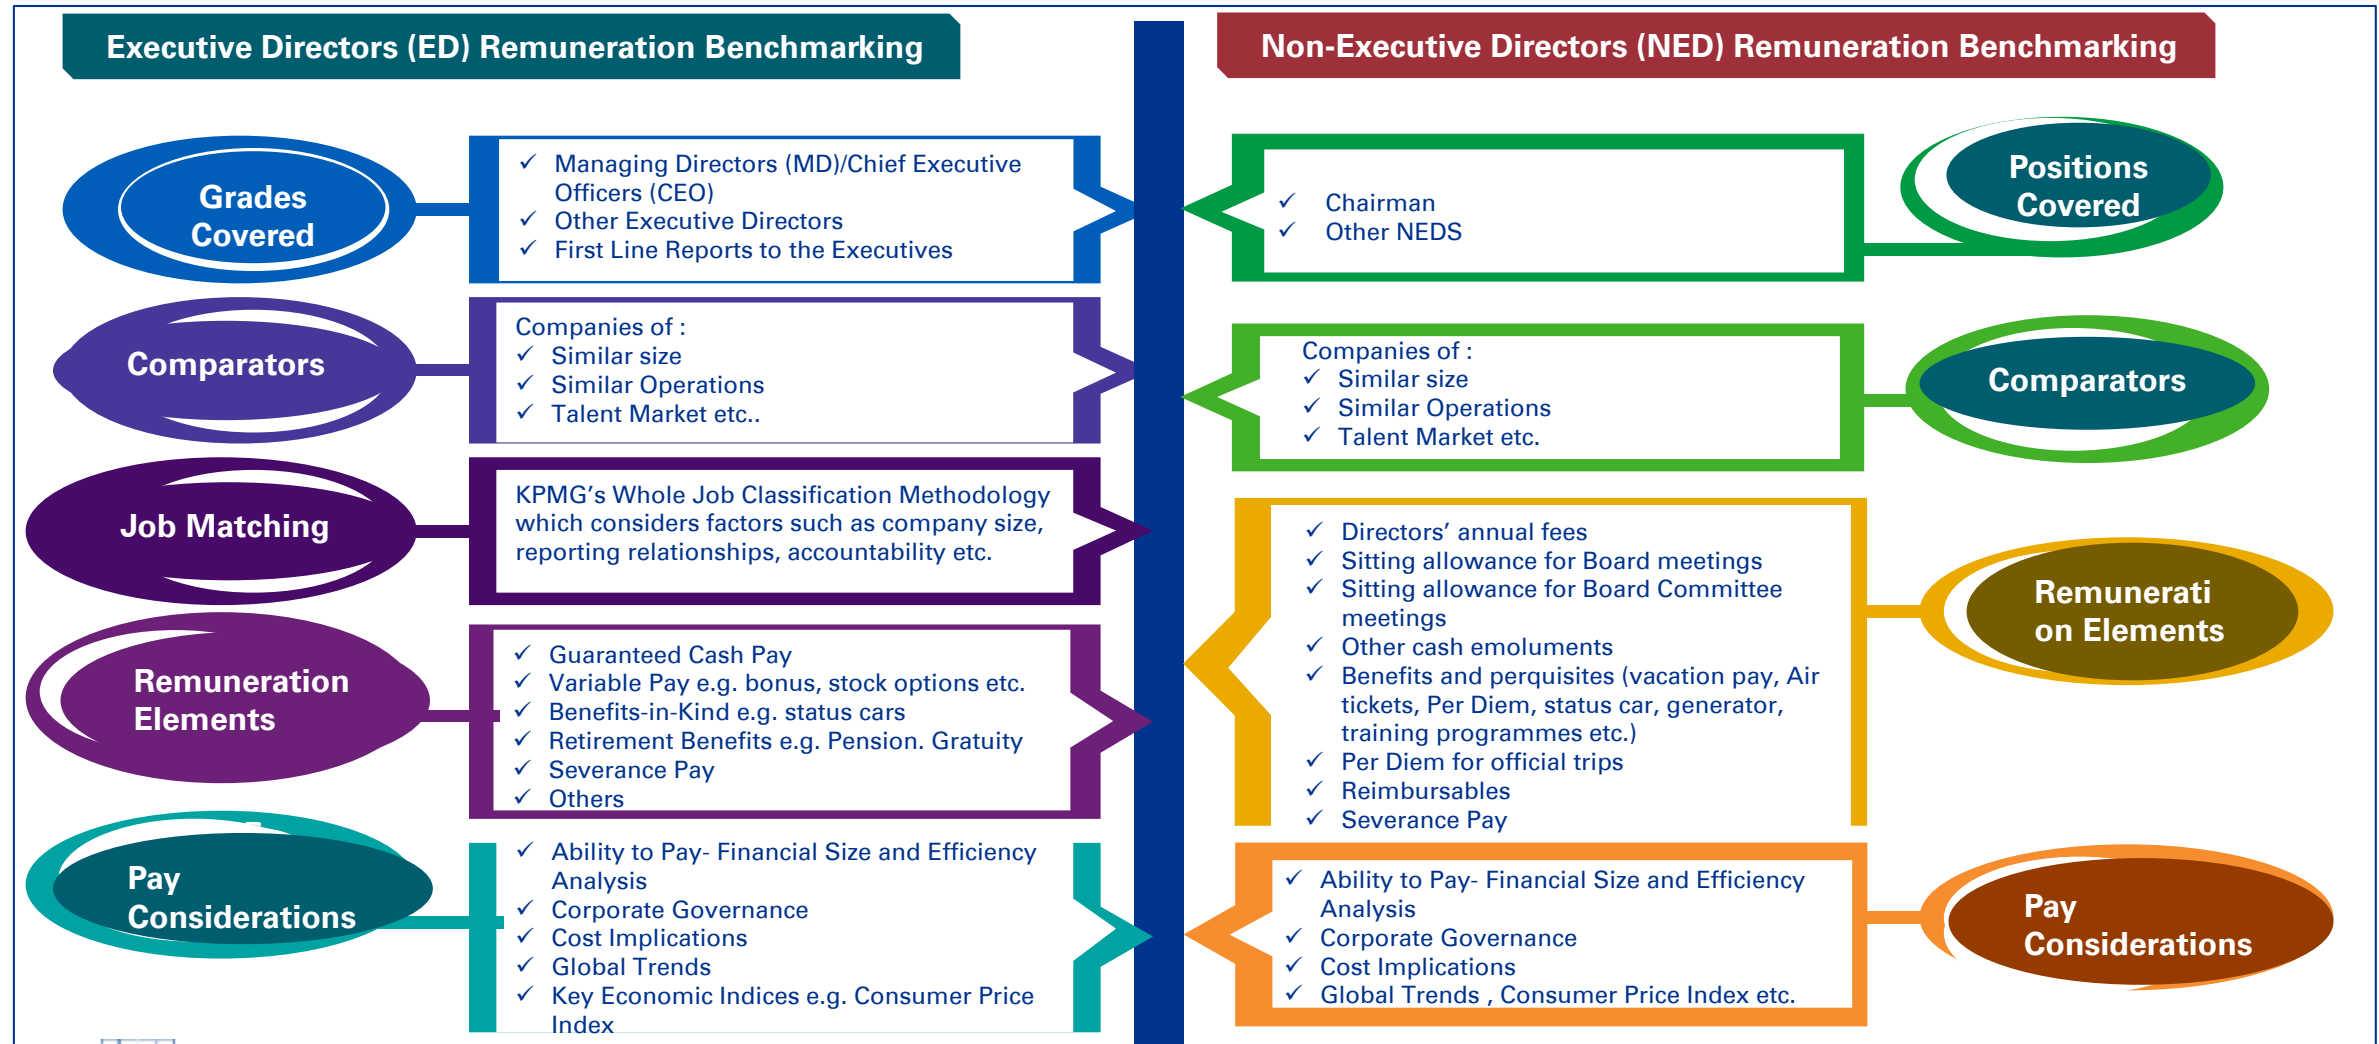 Executive Directors (ED) Remuneration Benchmarking
Grades
Covered
✓ Managing Directors (MD)/Chief Executive
Officers (CEO)
✓ Other Executive Directors
✓ First Line Reports to the Executives
Comparators
Companies of :
✓ Similar size
✓ Similar Operations
✓ Talent Market etc..
Job Matching
KPMG’s Whole Job Classification Methodology
which considers factors such as company size,
reporting relationships, accountability etc.
Remuneration
Elements
✓ Guaranteed Cash Pay
✓ Variable Pay e.g. bonus, stock options etc.
✓ Benefits-in-Kind e.g. status cars
✓ Retirement Benefits e.g. Pension. Gratuity
✓ Severance Pay
✓ Others
Pay
Considerations
✓ Ability to Pay- Financial Size and Efficiency
Analysis
✓ Corporate Governance
✓ Cost Implications
✓ Global Trends
✓ Key Economic Indices e.g. Consumer Price
Index
Non-Executive Directors (NED) Remuneration Benchmarking
Positions
Covered
✓ Chairman
✓ Other NEDS
Comparators
Companies of :
✓ Similar size
✓ Similar Operations
✓ Talent Market etc.
Remunerati
on Elements
✓ Directors’ annual fees
✓ Sitting allowance for Board meetings
✓ Sitting allowance for Board Committee
meetings
✓ Other cash emoluments
✓ Benefits and perquisites (vacation pay, Air
tickets, Per Diem, status car, generator,
training programmes etc.)
✓ Per Diem for official trips
✓ Reimbursables
✓ Severance Pay
Pay
Considerations
✓ Ability to Pay- Financial Size and Efficiency
Analysis
✓ Corporate Governance
✓ Cost Implications
✓ Global Trends , Consumer Price Index etc.